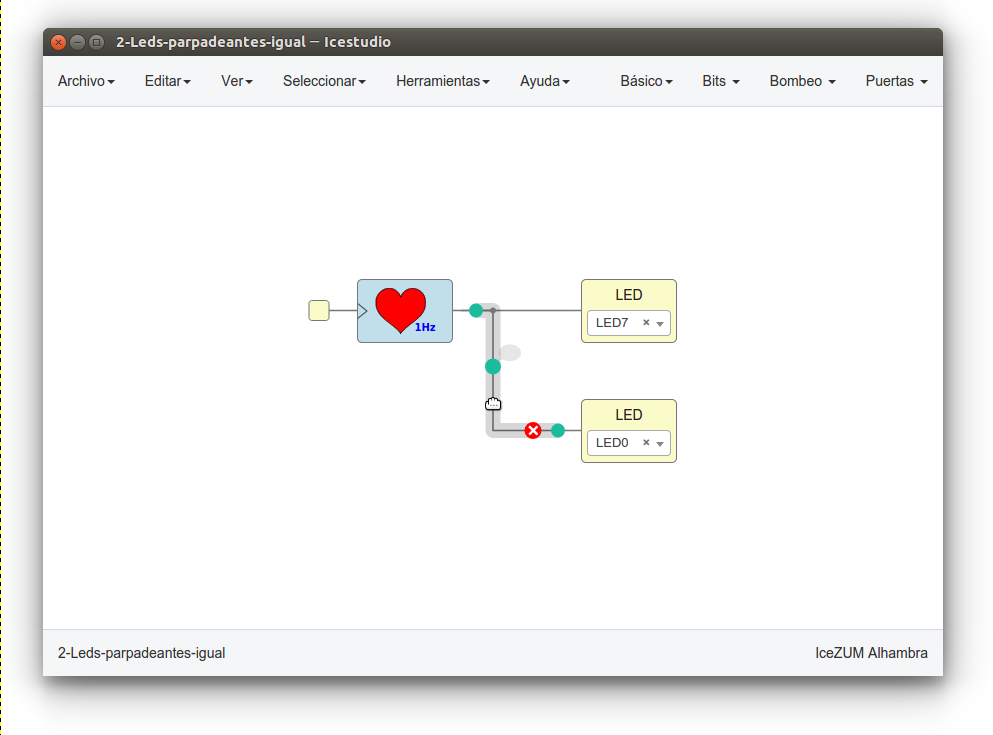 2-Leds-parpadeantes-igual — Icestudio
Archivo Editar Ver Seleccionar Herramientas Ayuda Básico Bits Bombeo Puertas
1Hz
LED
LED7 ×
LED
LED0 ×
2-Leds-parpadeantes-igual IceZUM Alhambra